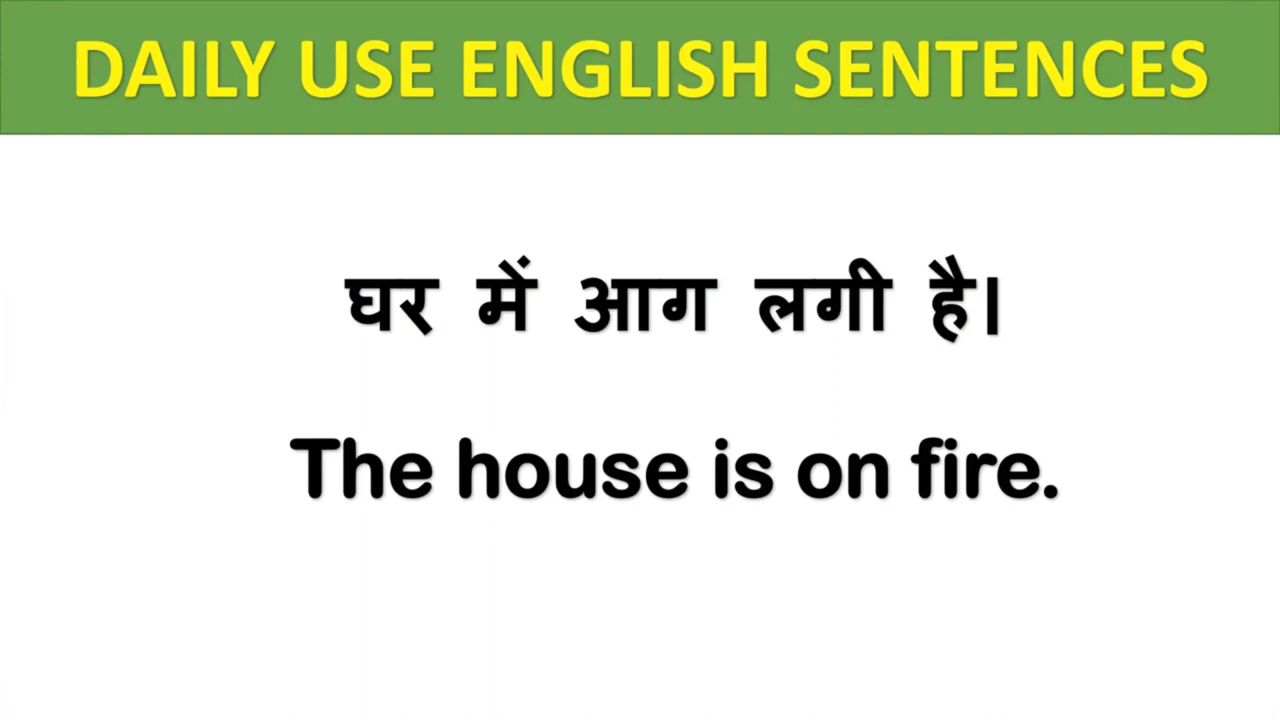 DAILY USE ENGLISH SENTENCES
घर में आग लगी है।
The house is on fire.